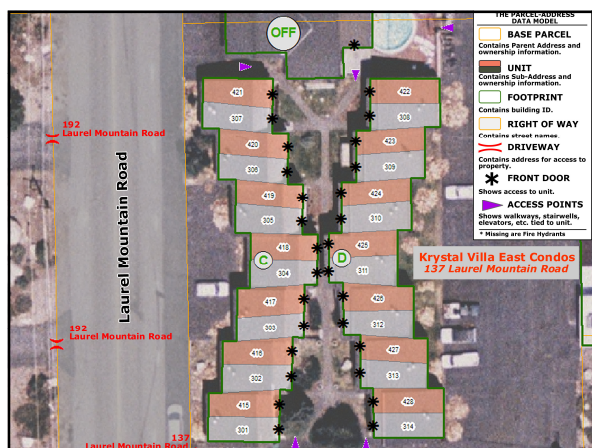 THE PARCEL-ADDRESS
DATA MODEL
BASE PARCEL
Contains Parent Address and
ownership information.
UNIT
Contains Sub-Address and
ownership information.
FOOTPRINT
Contains building ID.
RIGHT OF WAY
Contains street names.
DRIVEWAY
Contains address for access to
property.
FRONT DOOR
Shows access to unit.
ACCESS POINTS
Shows walkways, stairwells,
elevators, etc. tied to unit.
* Missing are Fire Hydrants
OFF
421
422
307
308
192
Laurel Mountain Road
420
423
306
309
419
424
305
310
Laurel Mountain Road
418
425
C
D
304
311
Krystal Villa East Condos
137 Laurel Mountain Road
417
426
303
312
192
Laurel Mountain Road
416
427
302
313
415
428
301
314
137
Laurel Mountain Road